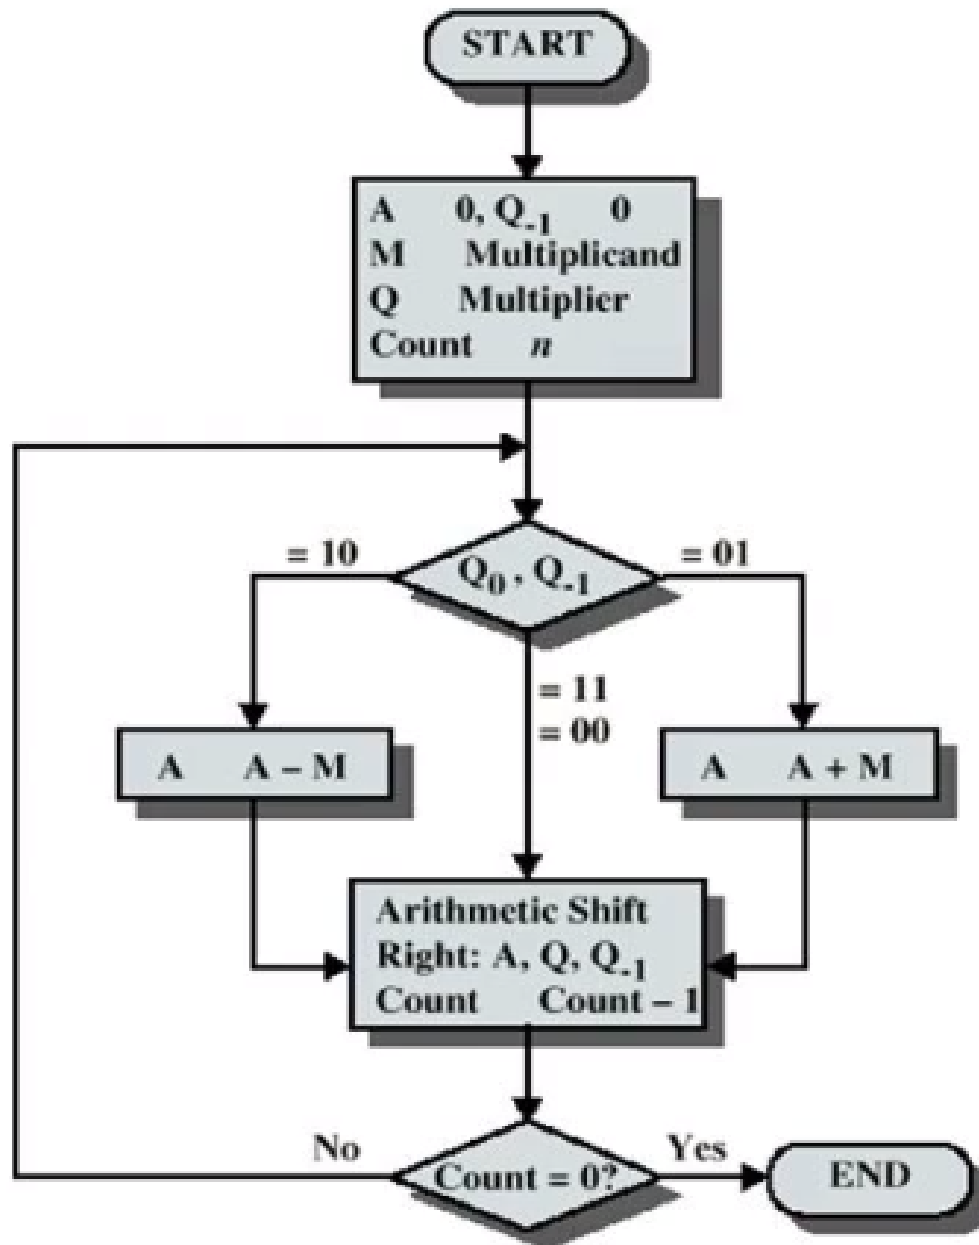 START
A 0, Q-1 0
M Multiplicand
Q Multiplier
Count n
= 10
Q0 , Q-1
= 01
= 11
= 00
A A – M
A A + M
Arithmetic Shift
Right: A, Q, Q-1
Count Count – 1
No
Count = 0?
Yes
END